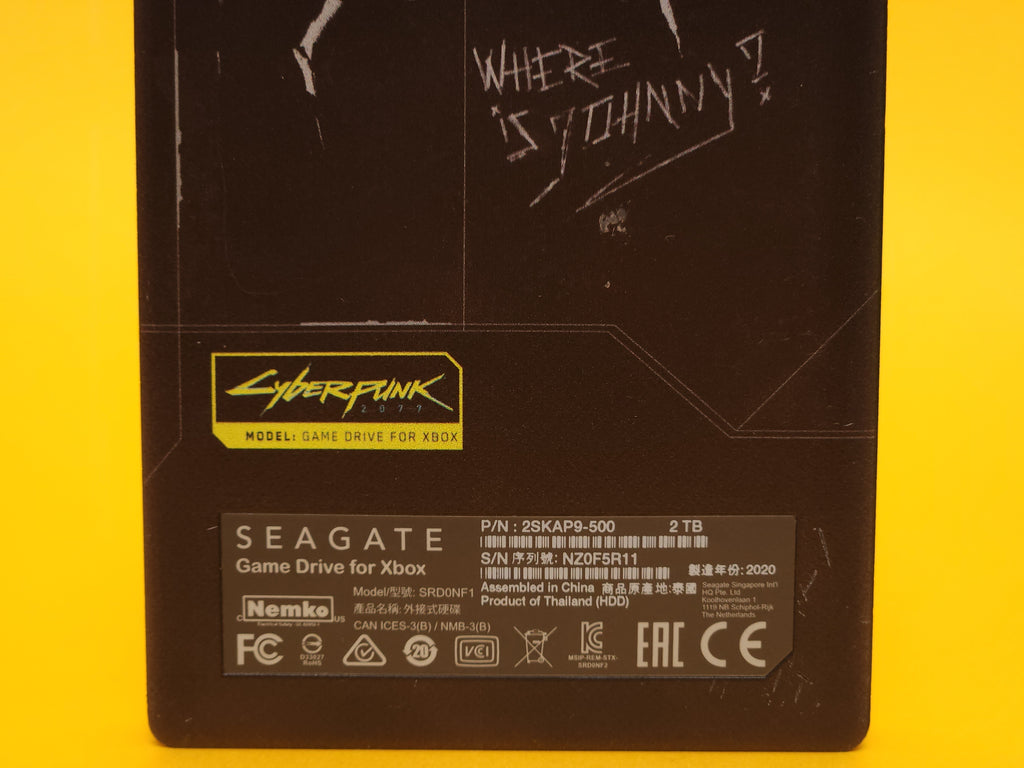 WHERE
is JOHNNY?
CyberpUnk
2077
MODEL: GAME DRIVE FOR XBOX
SEAGATE
Game Drive for Xbox
P/N : 2SKAP9-500 2 TB
S/N 序列號: NZ0F5R11
製造年份: 2020
Assembled in China 商品原產地: 泰國
Product of Thailand (HDD)
Seagate Singapore Int'l
HQ Pte. Ltd
Koolhovenlaan 1
1119 NB Schiphol-Rijk
The Netherlands
Model/型號: SRD0NF1
產品名稱: 外接式硬碟
CAN ICES-3(B) / NMB-3(B)
C Nemko US
FC
D33027
RoHS
20
VCCI
KC
MSIP-REM-STX-
SRD0NF2
EAC
CE